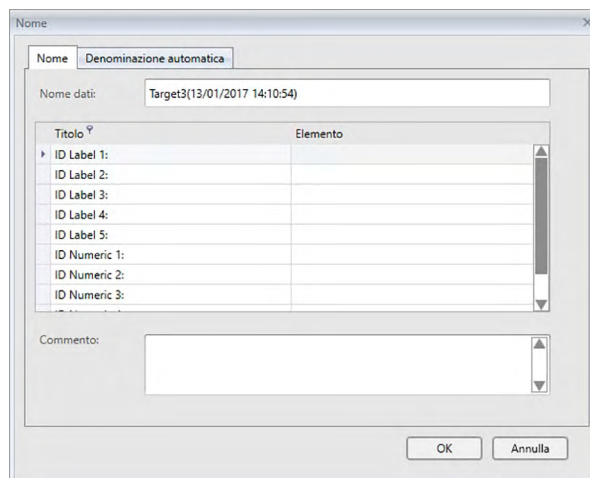 Nome
Nome Denominazione automatica
Nome dati: Target3(13/01/2017 14:10:54)
Titolo Elemento
ID Label 1:
ID Label 2:
ID Label 3:
ID Label 4:
ID Label 5:
ID Numeric 1:
ID Numeric 2:
ID Numeric 3:
Commento:
OK Annulla